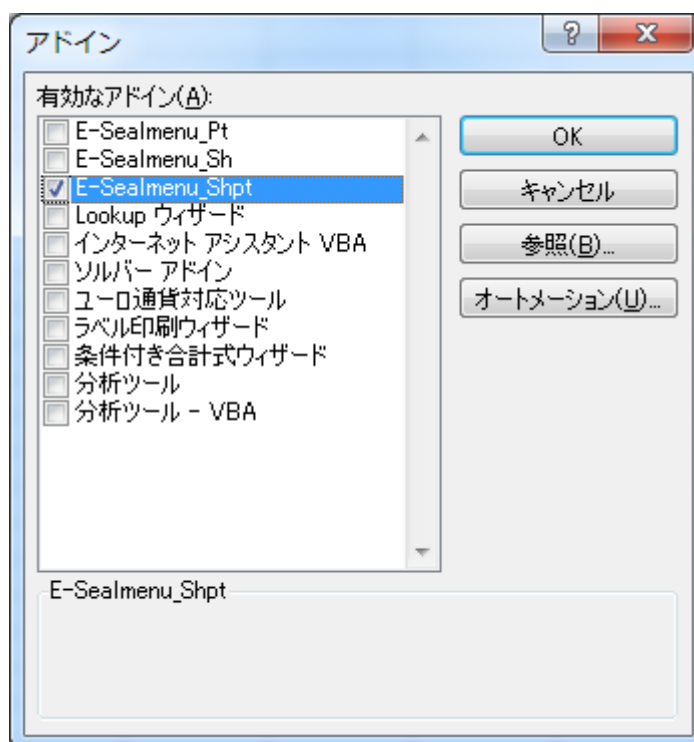 アドイン
有効なアドイン(A):
E-Sealmenu_Pt
E-Sealmenu_Sh
E-Sealmenu_Shpt
Lookup ウィザード
インターネット アシスタント VBA
ソルバー アドイン
ユーロ通貨対応ツール
ラベル印刷ウィザード
条件付き合計式ウィザード
分析ツール
分析ツール - VBA
OK
キャンセル
参照(B)...
オートメーション(U)...
E-Sealmenu_Shpt